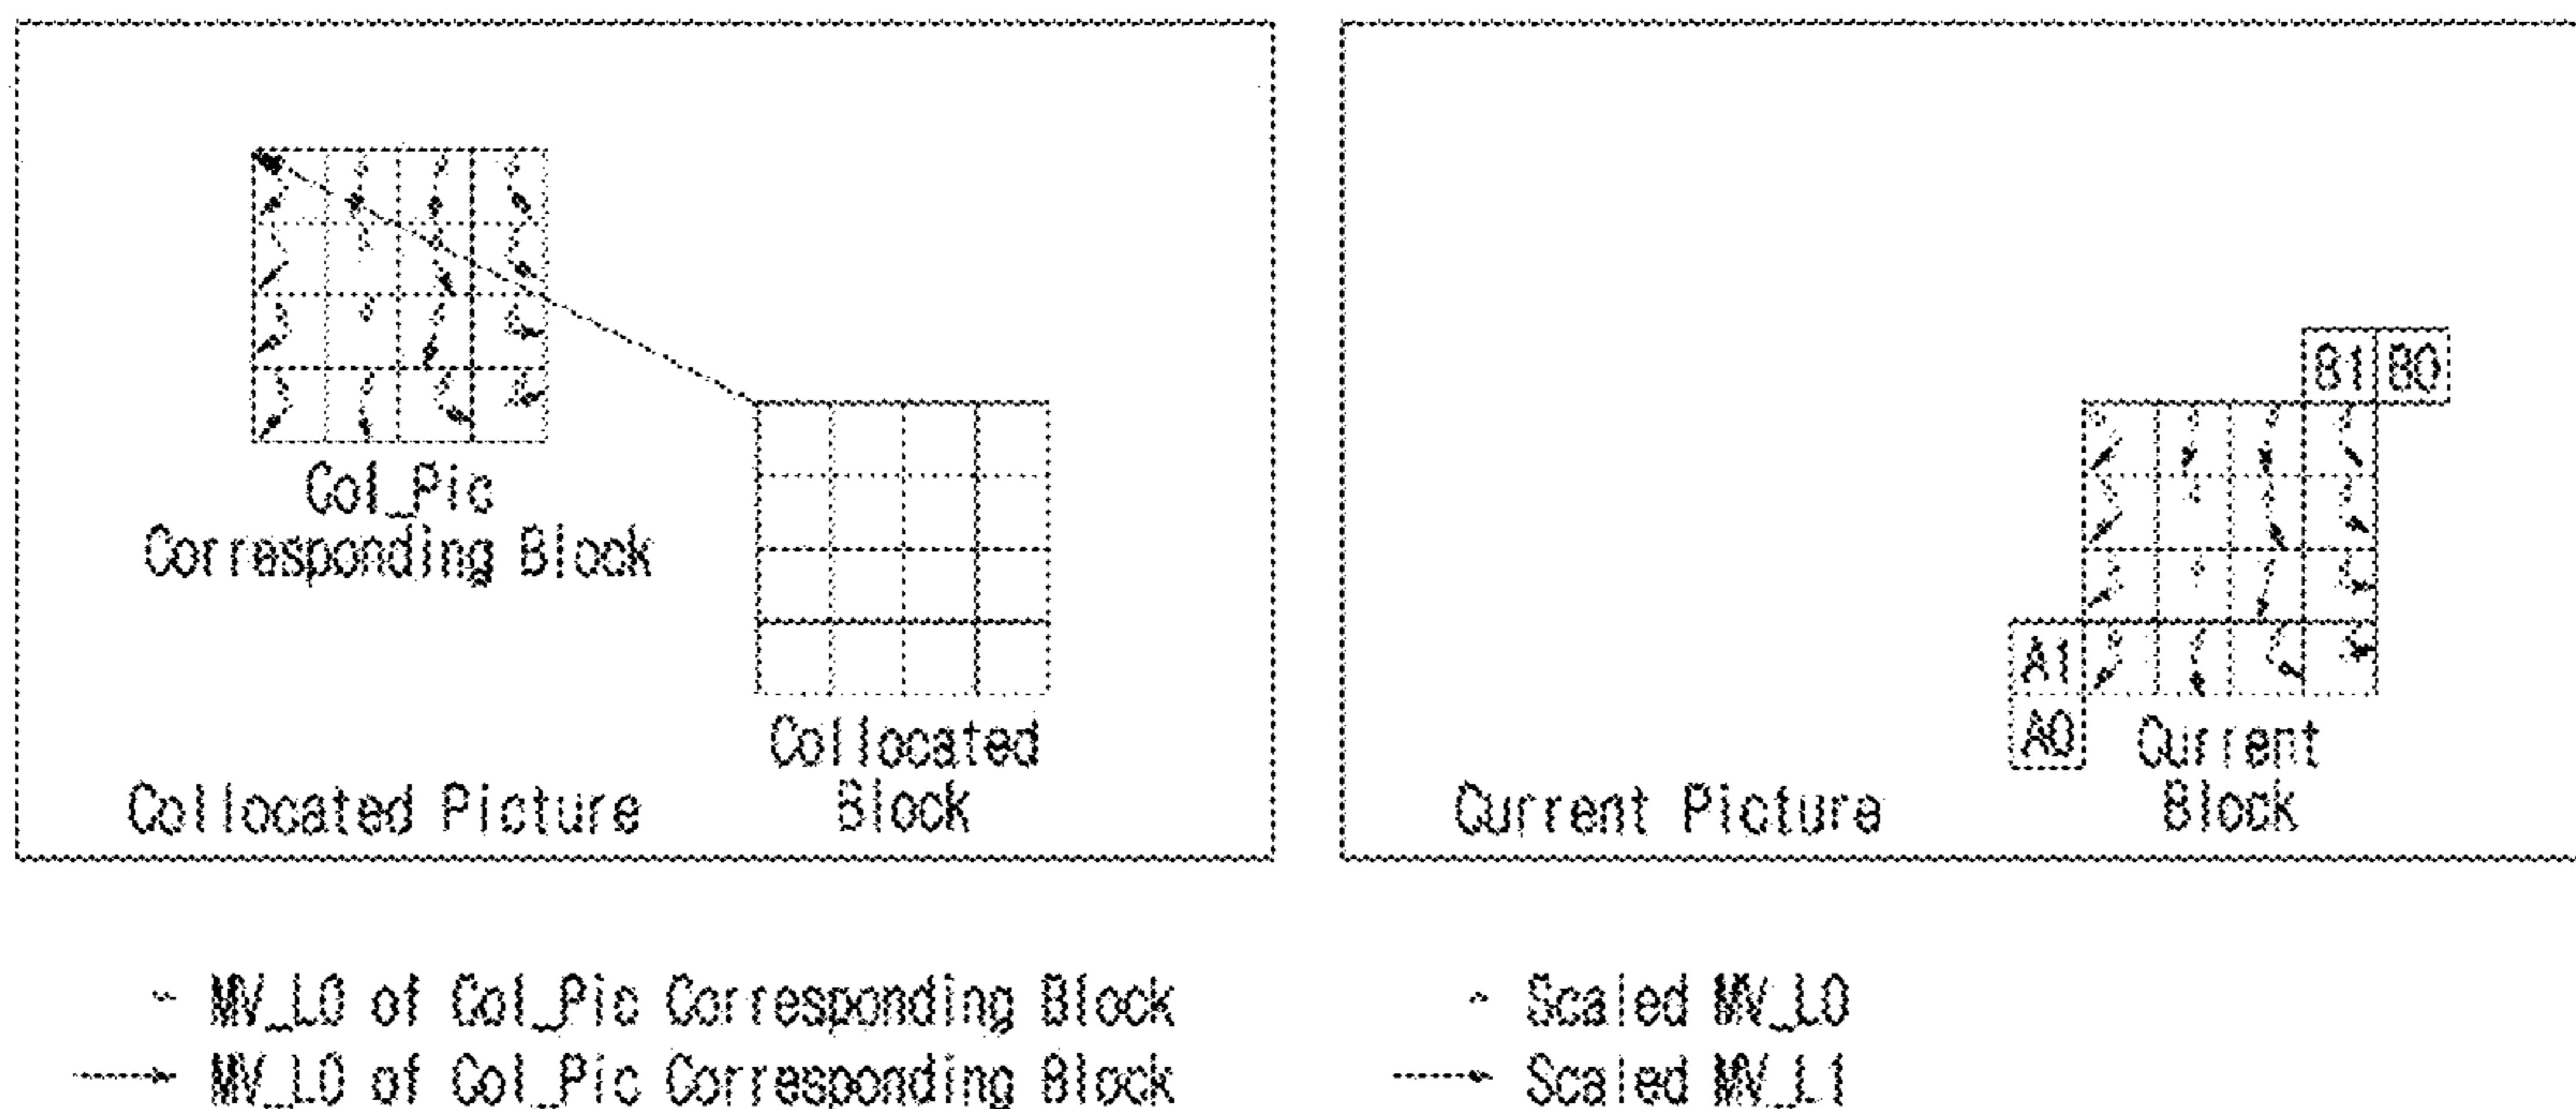 Col_Pic
Corresponding Block
Collocated
Block
Collocated Picture
B1 B0
A1
A0
Current
Block
Current Picture
MV_L0 of Col_Pic Corresponding Block
MV_L0 of Col_Pic Corresponding Block
Scaled MV_L0
Scaled MV_L1